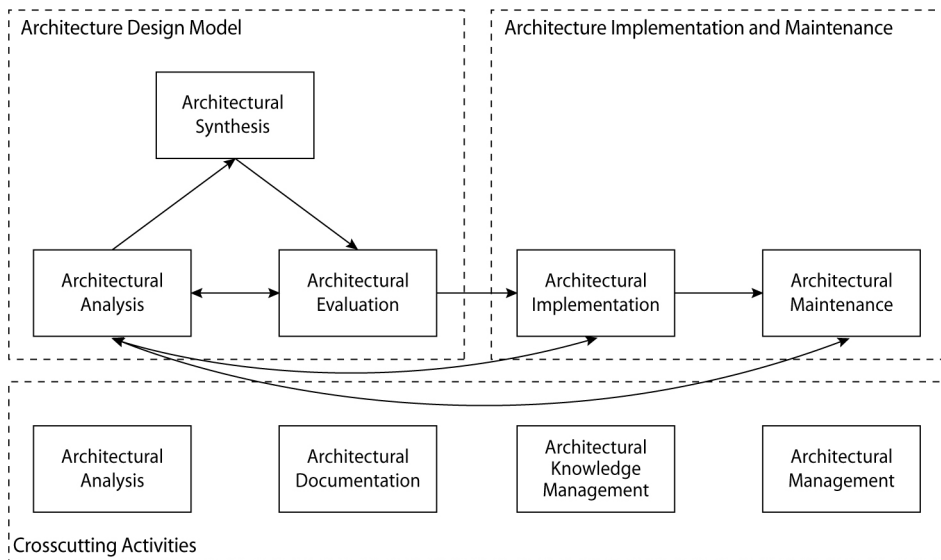 Architecture Design Model
Architecture Implementation and Maintenance
Architectural
Synthesis
Architectural
Analysis
Architectural
Evaluation
Architectural
Implementation
Architectural
Maintenance
Architectural
Analysis
Architectural
Documentation
Architectural
Knowledge
Management
Architectural
Management
Crosscutting Activities